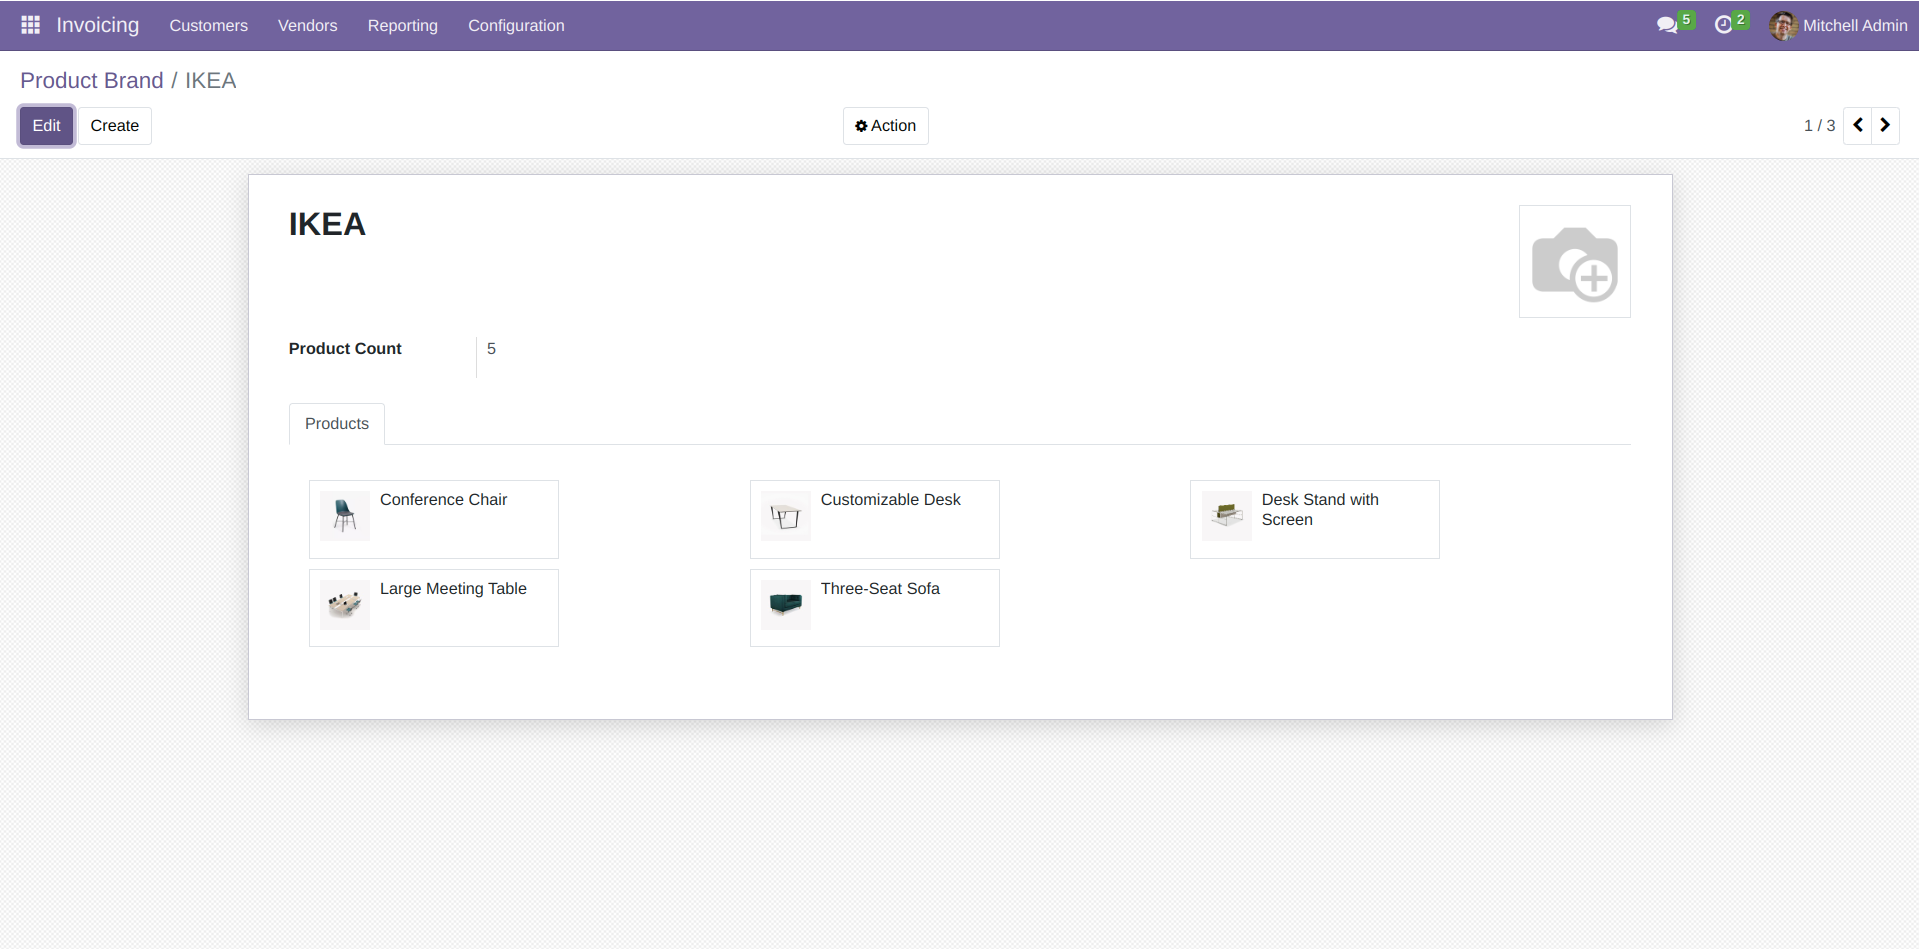 Invoicing Customers Vendors Reporting Configuration 5 2 Mitchell Admin
Product Brand / IKEA
Edit Create Action 1 / 3
IKEA
Product Count 5
Products
Conference Chair
Customizable Desk
Desk Stand with
Screen
Large Meeting Table
Three-Seat Sofa